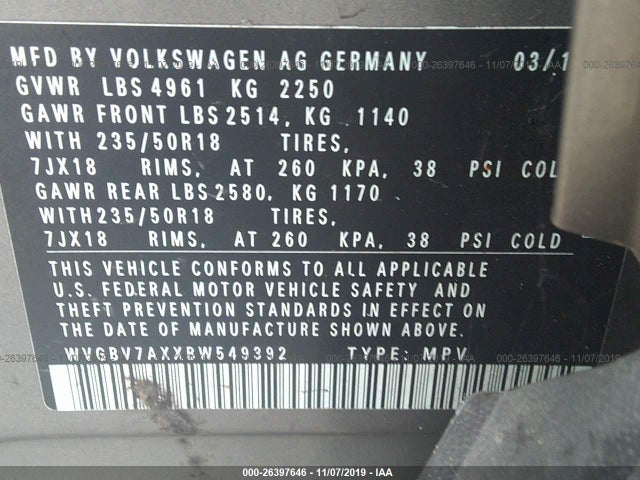 MFD BY VOLKSWAGEN AG GERMANY 03/1
GVWR LBS 4961 KG 2250
GAWR FRONT LBS 2514, KG 1140
WITH 235/50R18 TIRES,
7JX18 RIMS, AT 260 KPA, 38 PSI COLD
GAWR REAR LBS 2580, KG 1170
WITH 235/50R18 TIRES,
7JX18 RIMS, AT 260 KPA, 38 PSI COLD
THIS VEHICLE CONFORMS TO ALL APPLICABLE
U.S. FEDERAL MOTOR VEHICLE SAFETY AND
THEFT PREVENTION STANDARDS IN EFFECT ON
THE DATE OF MANUFACTURE SHOWN ABOVE.
WVGBV7AXXBW549392 TYPE: MPV
000-26397646 - 11/07/2019 - IAA